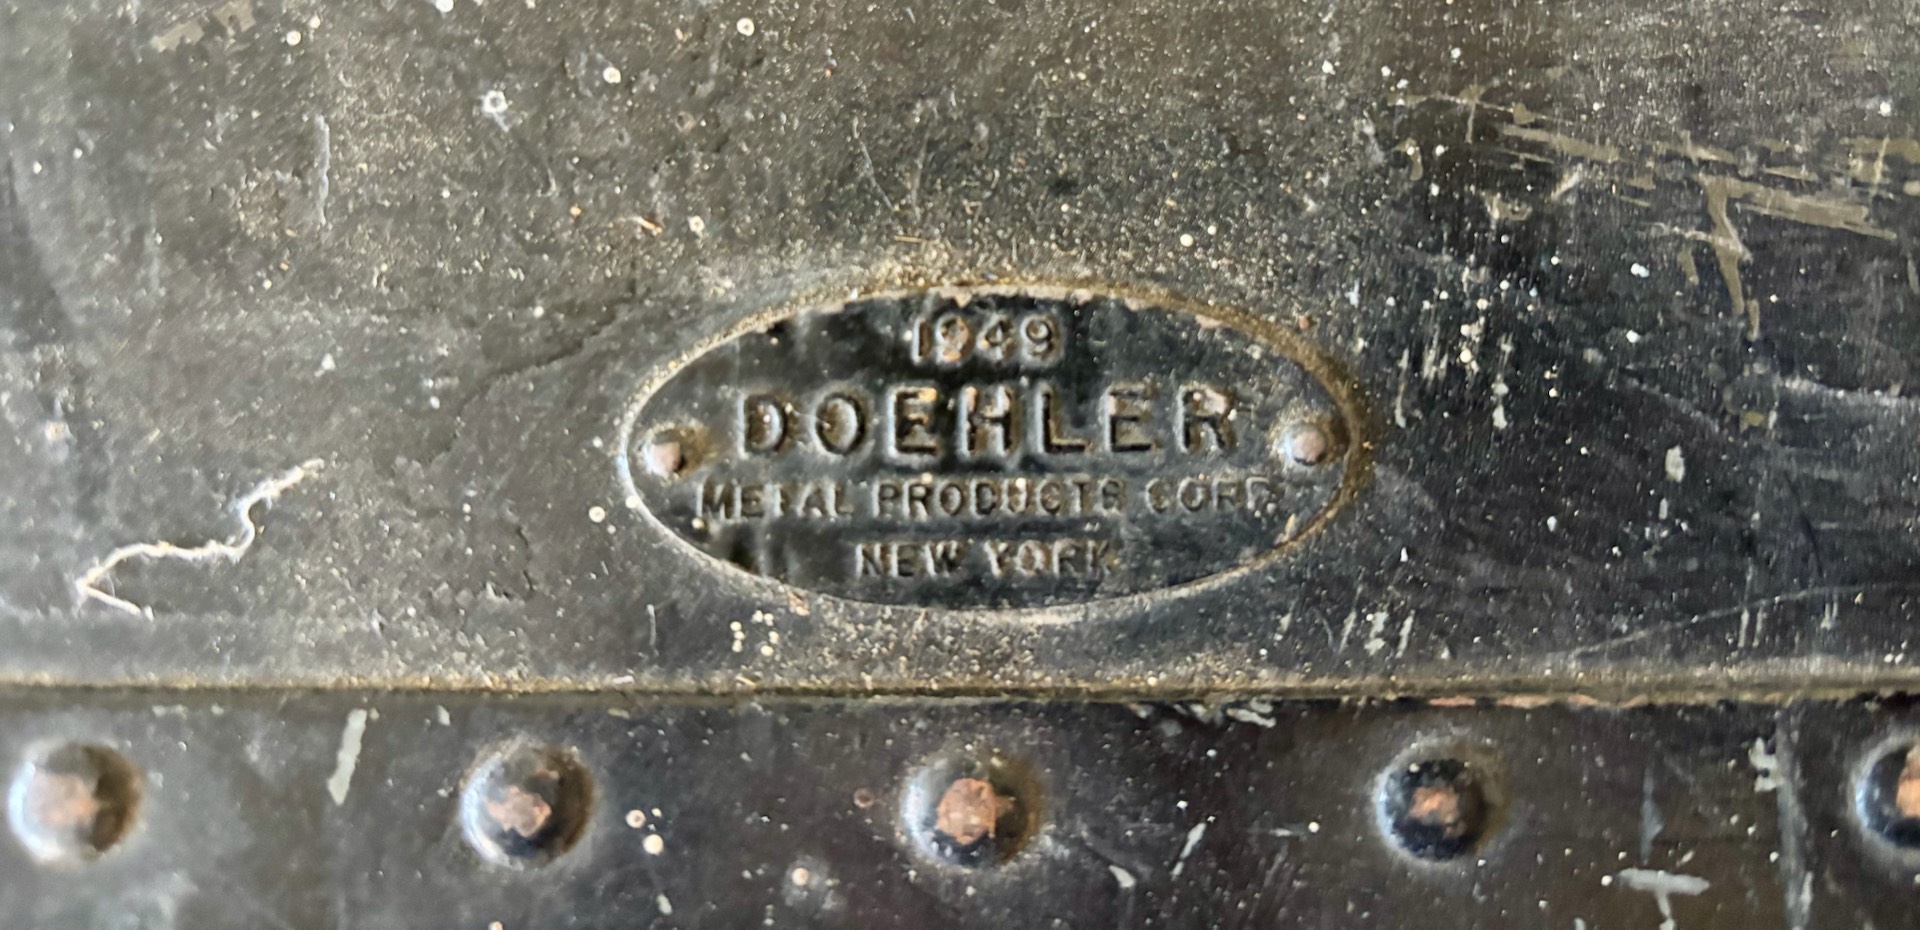 1949
DOEHLER
METAL PRODUCTS CORP.
NEW YORK